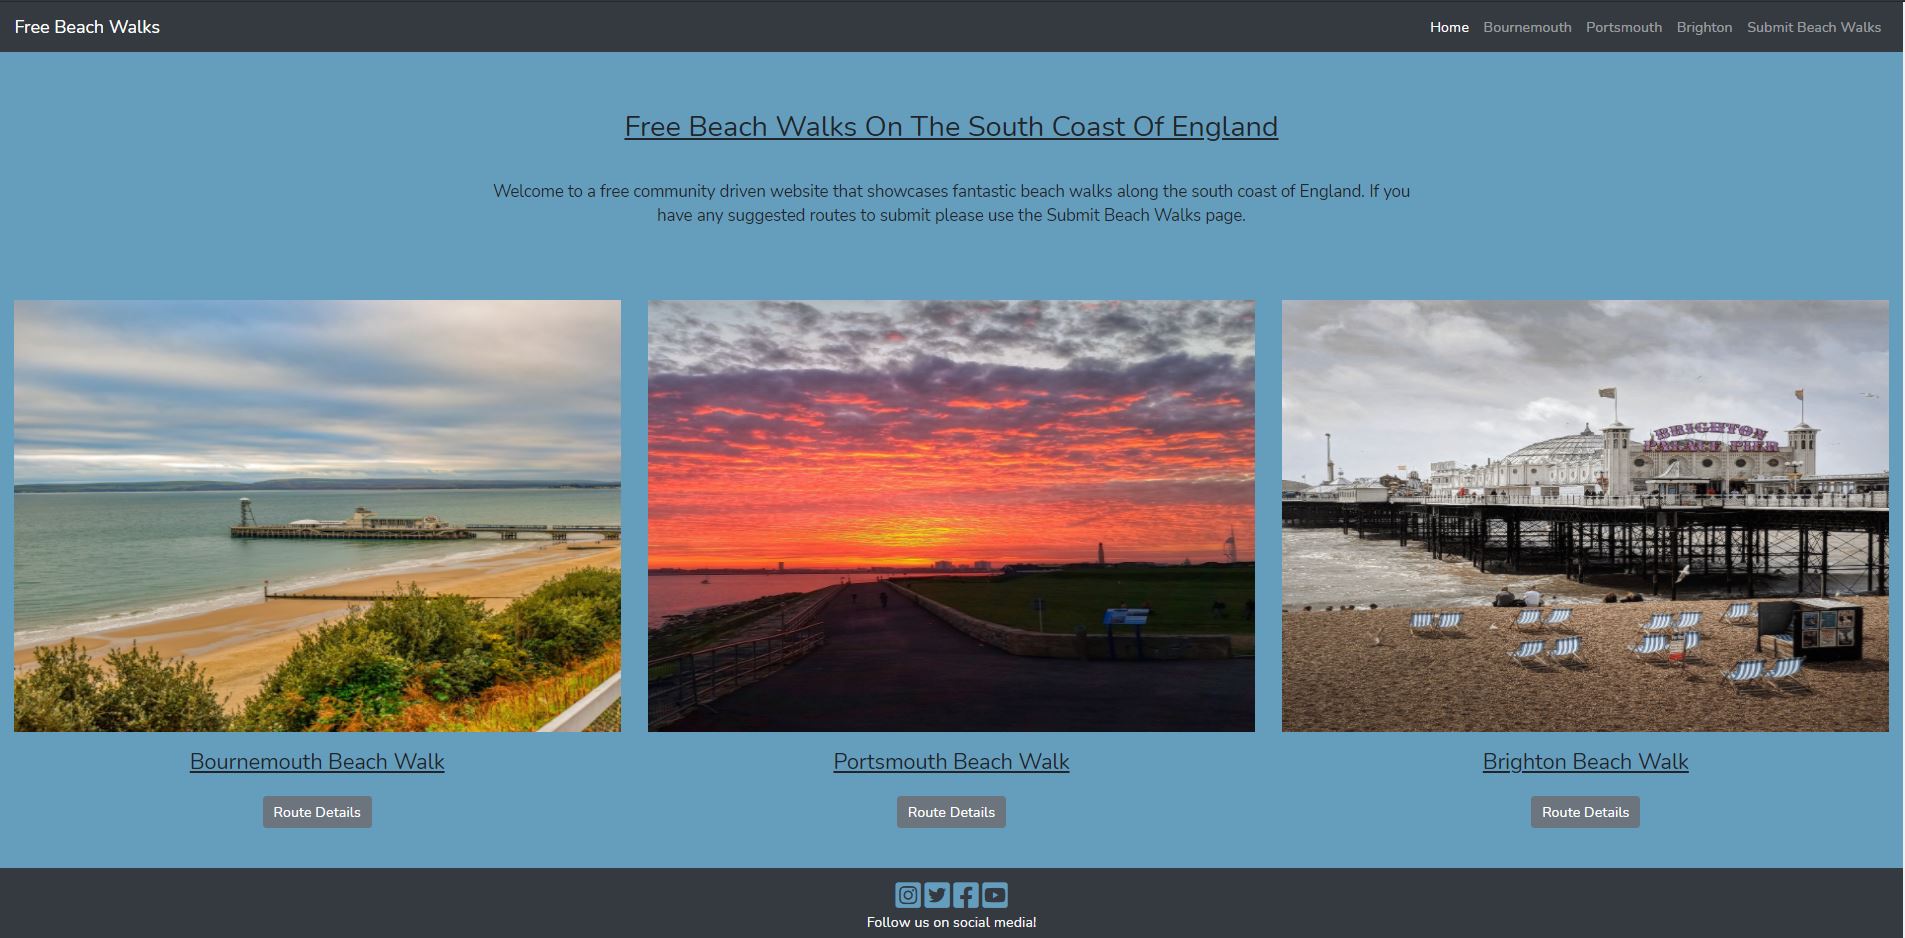 Free Beach Walks
Home Bournemouth Portsmouth Brighton Submit Beach Walks
Free Beach Walks On The South Coast Of England
Welcome to a free community driven website that showcases fantastic beach walks along the south coast of England. If you
have any suggested routes to submit please use the Submit Beach Walks page.
BRIGHTON
PALACE PIER
Bournemouth Beach Walk
Portsmouth Beach Walk
Brighton Beach Walk
Route Details
Route Details
Route Details
Follow us on social media!